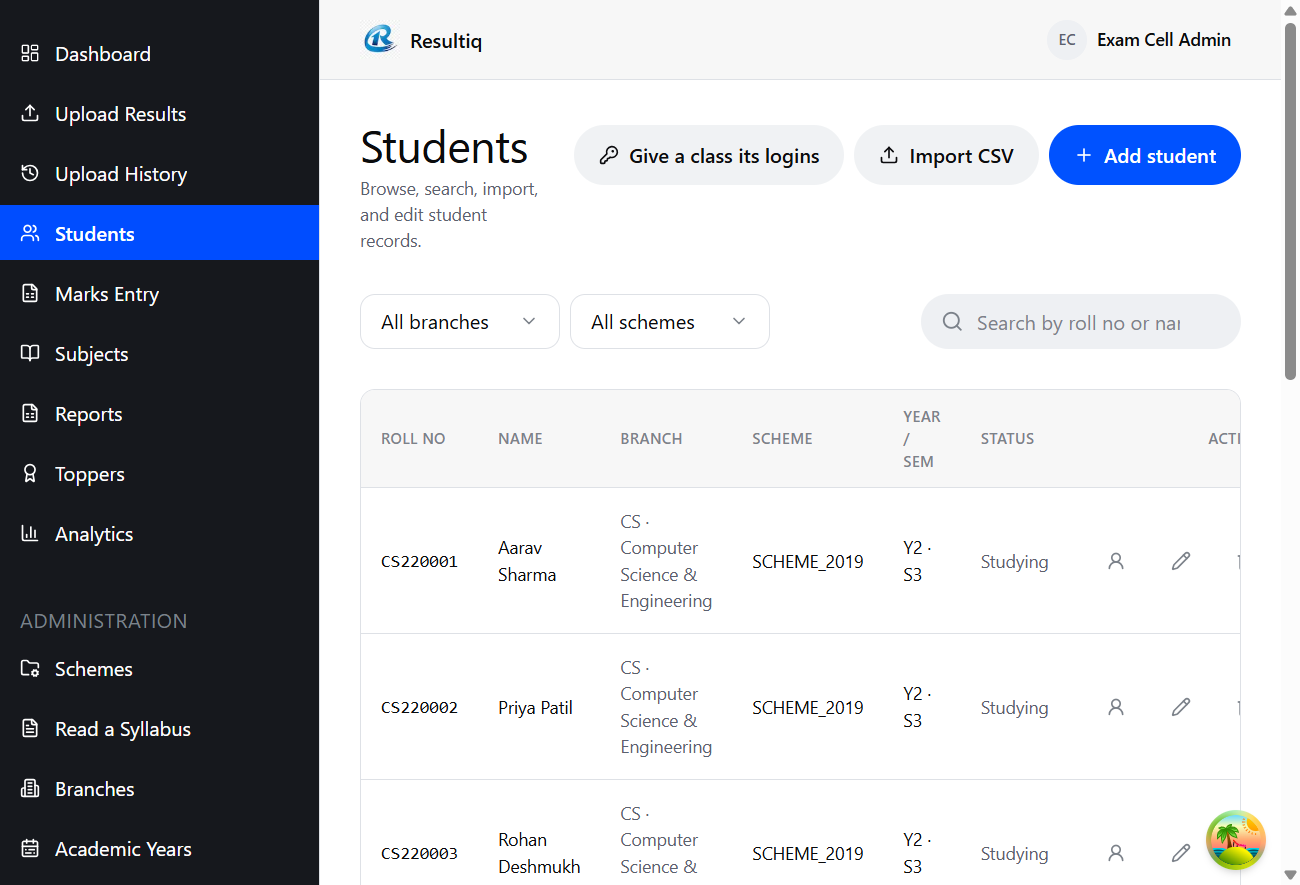 Dashboard
Upload Results
Upload History
Students
Marks Entry
Subjects
Reports
Toppers
Analytics
ADMINISTRATION
Schemes
Read a Syllabus
Branches
Academic Years
Resultiq
EC
Exam Cell Admin
Students
Browse, search, import,
and edit student
records.
Give a class its logins
Import CSV
Add student
All branches
All schemes
Search by roll no or nar
ROLL NO
NAME
BRANCH
SCHEME
YEAR
/
SEM
STATUS
ACTI
CS220001
Aarav
Sharma
CS ·
Computer
Science &
Engineering
SCHEME_2019
Y2 ·
S3
Studying
CS220002
Priya Patil
CS ·
Computer
Science &
Engineering
SCHEME_2019
Y2 ·
S3
Studying
CS220003
Rohan
Deshmukh
CS ·
Computer
Science &
SCHEME_2019
Y2 ·
S3
Studying